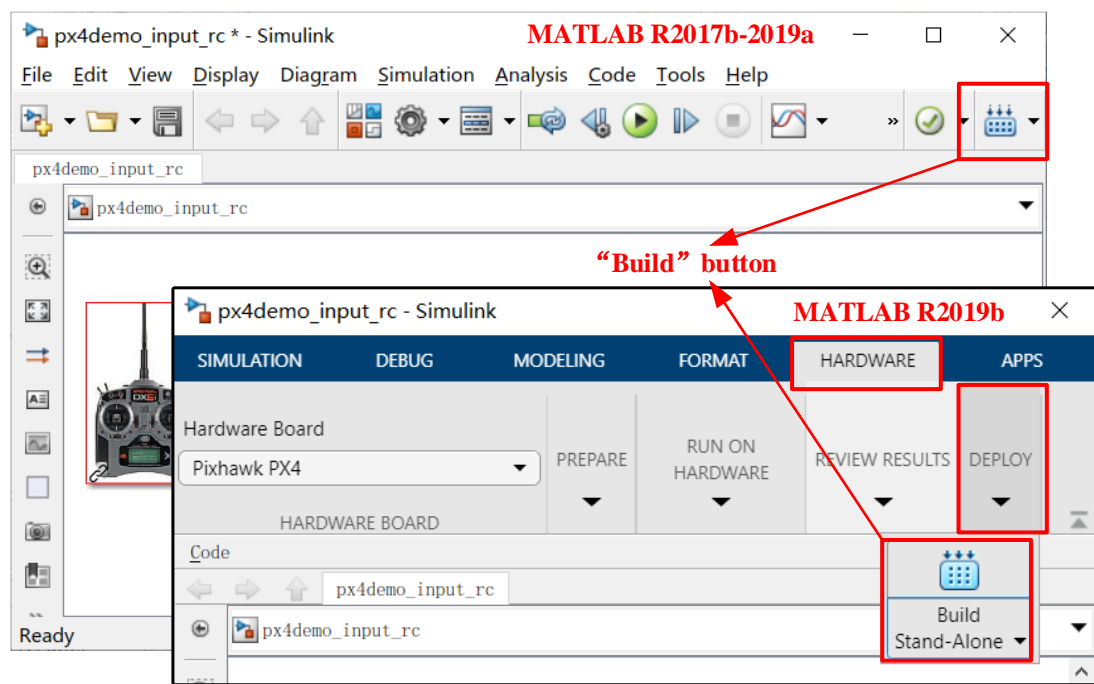 px4demo_input_rc * - Simulink
MATLAB R2017b-2019a
File Edit View Display Diagram Simulation Analysis Code Tools Help
»
px4demo_input_rc
px4demo_input_rc
“Build” button
px4demo_input_rc - Simulink
MATLAB R2019b
SIMULATION DEBUG MODELING FORMAT HARDWARE APPS
Hardware Board
Pixhawk PX4
PREPARE
RUN ON
HARDWARE
REVIEW RESULTS
DEPLOY
HARDWARE BOARD
Code
px4demo_input_rc
px4demo_input_rc
Build
Stand-Alone
DX6i
Ready